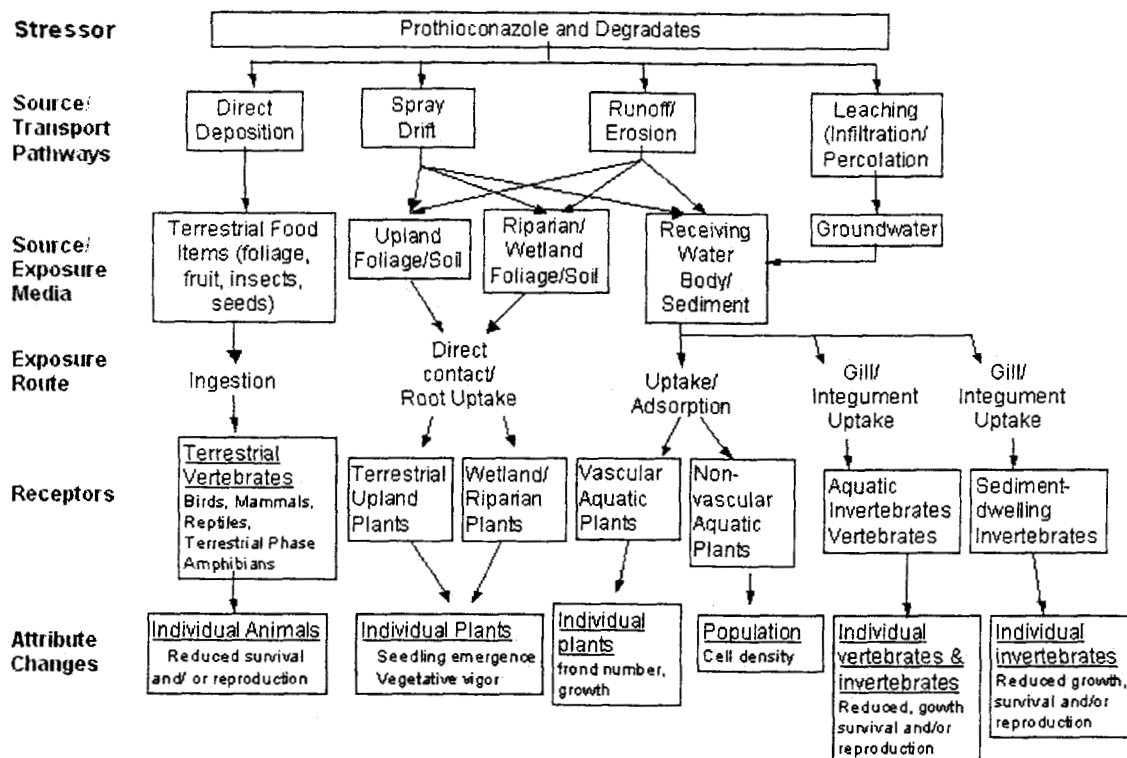 Stressor
Prothioconazole and Degradates
Source/
Transport
Pathways
Direct
Deposition
Spray
Drift
Runoff/
Erosion
Leaching
(Infiltration/
Percolation
Source/
Exposure
Media
Terrestrial Food
Items (foliage,
fruit, insects,
seeds)
Upland
Foliage/Soil
Riparian/
Wetland
Foliage/Soil
Receiving
Water
Body/
Sediment
Groundwater
Exposure
Route
Ingestion
Direct
contact/
Root Uptake
Uptake/
Adsorption
Gill/
Integument
Uptake
Gill/
Integument
Uptake
Receptors
Terrestrial
Vertebrates
Birds, Mammals,
Reptiles,
Terrestrial Phase
Amphibians
Terrestrial
Upland
Plants
Wetland/
Riparian
Plants
Vascular
Aquatic
Plants
Non-
vascular
Aquatic
Plants
Aquatic
Invertebrates
Vertebrates
Sediment-
dwelling
Invertebrates
Attribute
Changes
Individual Animals
Reduced survival
and/ or reproduction
Individual Plants
Seedling emergence
Vegetative vigor
Individual
plants
frond number,
growth
Population
Cell density
Individual
vertebrates &
invertebrates
Reduced, gowth
survival and/or
reproduction
Individual
invertebrates
Reduced growth,
survival and/or
reproduction